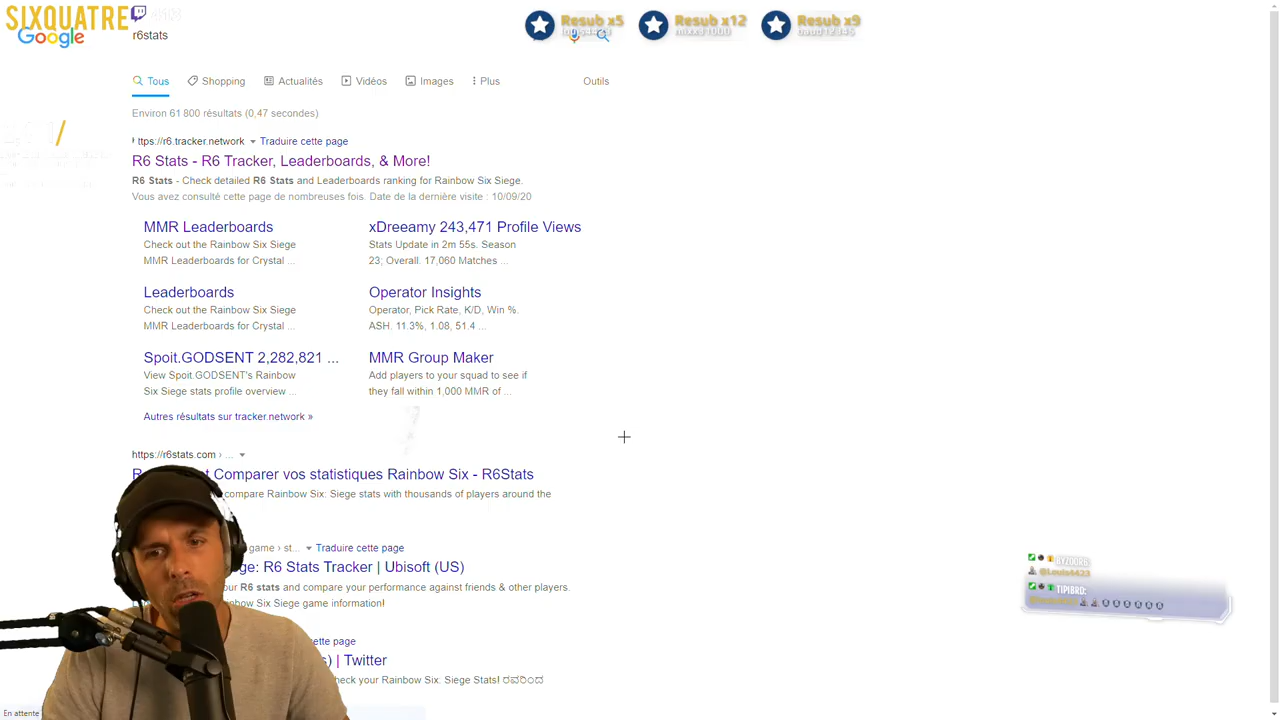 SIXQUATRE
Resub x5
Resub x12
Resub x9
Google
r6stats
Tous
Shopping
Actualités
Vidéos
Images
Plus
Outils
Environ 61 800 résultats (0,47 secondes)
ttps://r6.tracker.network
Traduire cette page
R6 Stats - R6 Tracker, Leaderboards, & More!
R6 Stats - Check detailed R6 Stats and Leaderboards ranking for Rainbow Six Siege.
Vous avez consulté cette page de nombreuses fois. Date de la dernière visite : 10/09/20
MMR Leaderboards
Check out the Rainbow Six Siege
MMR Leaderboards for Crystal ...
xDreeamy 243,471 Profile Views
Stats Update in 2m 55s. Season
23; Overall. 17,060 Matches ...
Leaderboards
Check out the Rainbow Six Siege
MMR Leaderboards for Crystal ...
Operator Insights
Operator, Pick Rate, K/D, Win %.
ASH. 11.3%, 1.08, 51.4 ...
Spoit.GODSENT 2,282,821 ...
View Spoit.GODSENT's Rainbow
Six Siege stats profile overview ...
MMR Group Maker
Add players to your squad to see if
they fall within 1,000 MMR of ...
Autres résultats sur tracker.network »
https://r6stats.com › ...
Comparer vos statistiques Rainbow Six - R6Stats
compare Rainbow Six: Siege stats with thousands of players around the
game › st...
Traduire cette page
ge: R6 Stats Tracker | Ubisoft (US)
our R6 stats and compare your performance against friends & other players.
bow Six Siege game information!
ette page
) | Twitter
heck your Rainbow Six: Siege Stats! ರವರಿಂದ
@Louis4423
TIPIBRO:
En attente